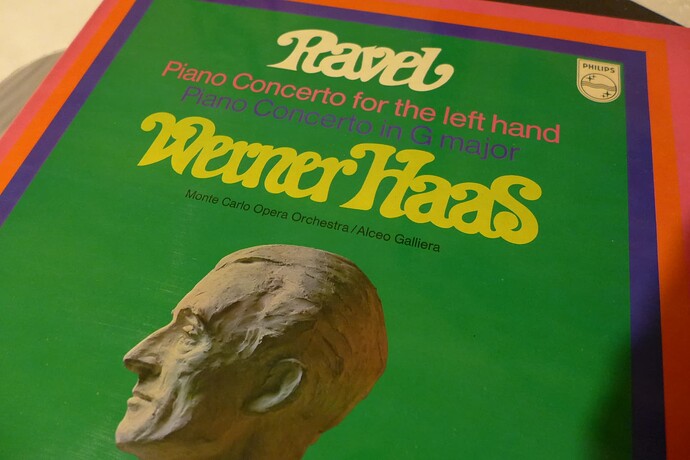 Ravel
PHILIPS
Piano Concerto for the left hand
Piano Concerto in G major
Werner Haas
Monte Carlo Opera Orchestra/Alceo Galliera